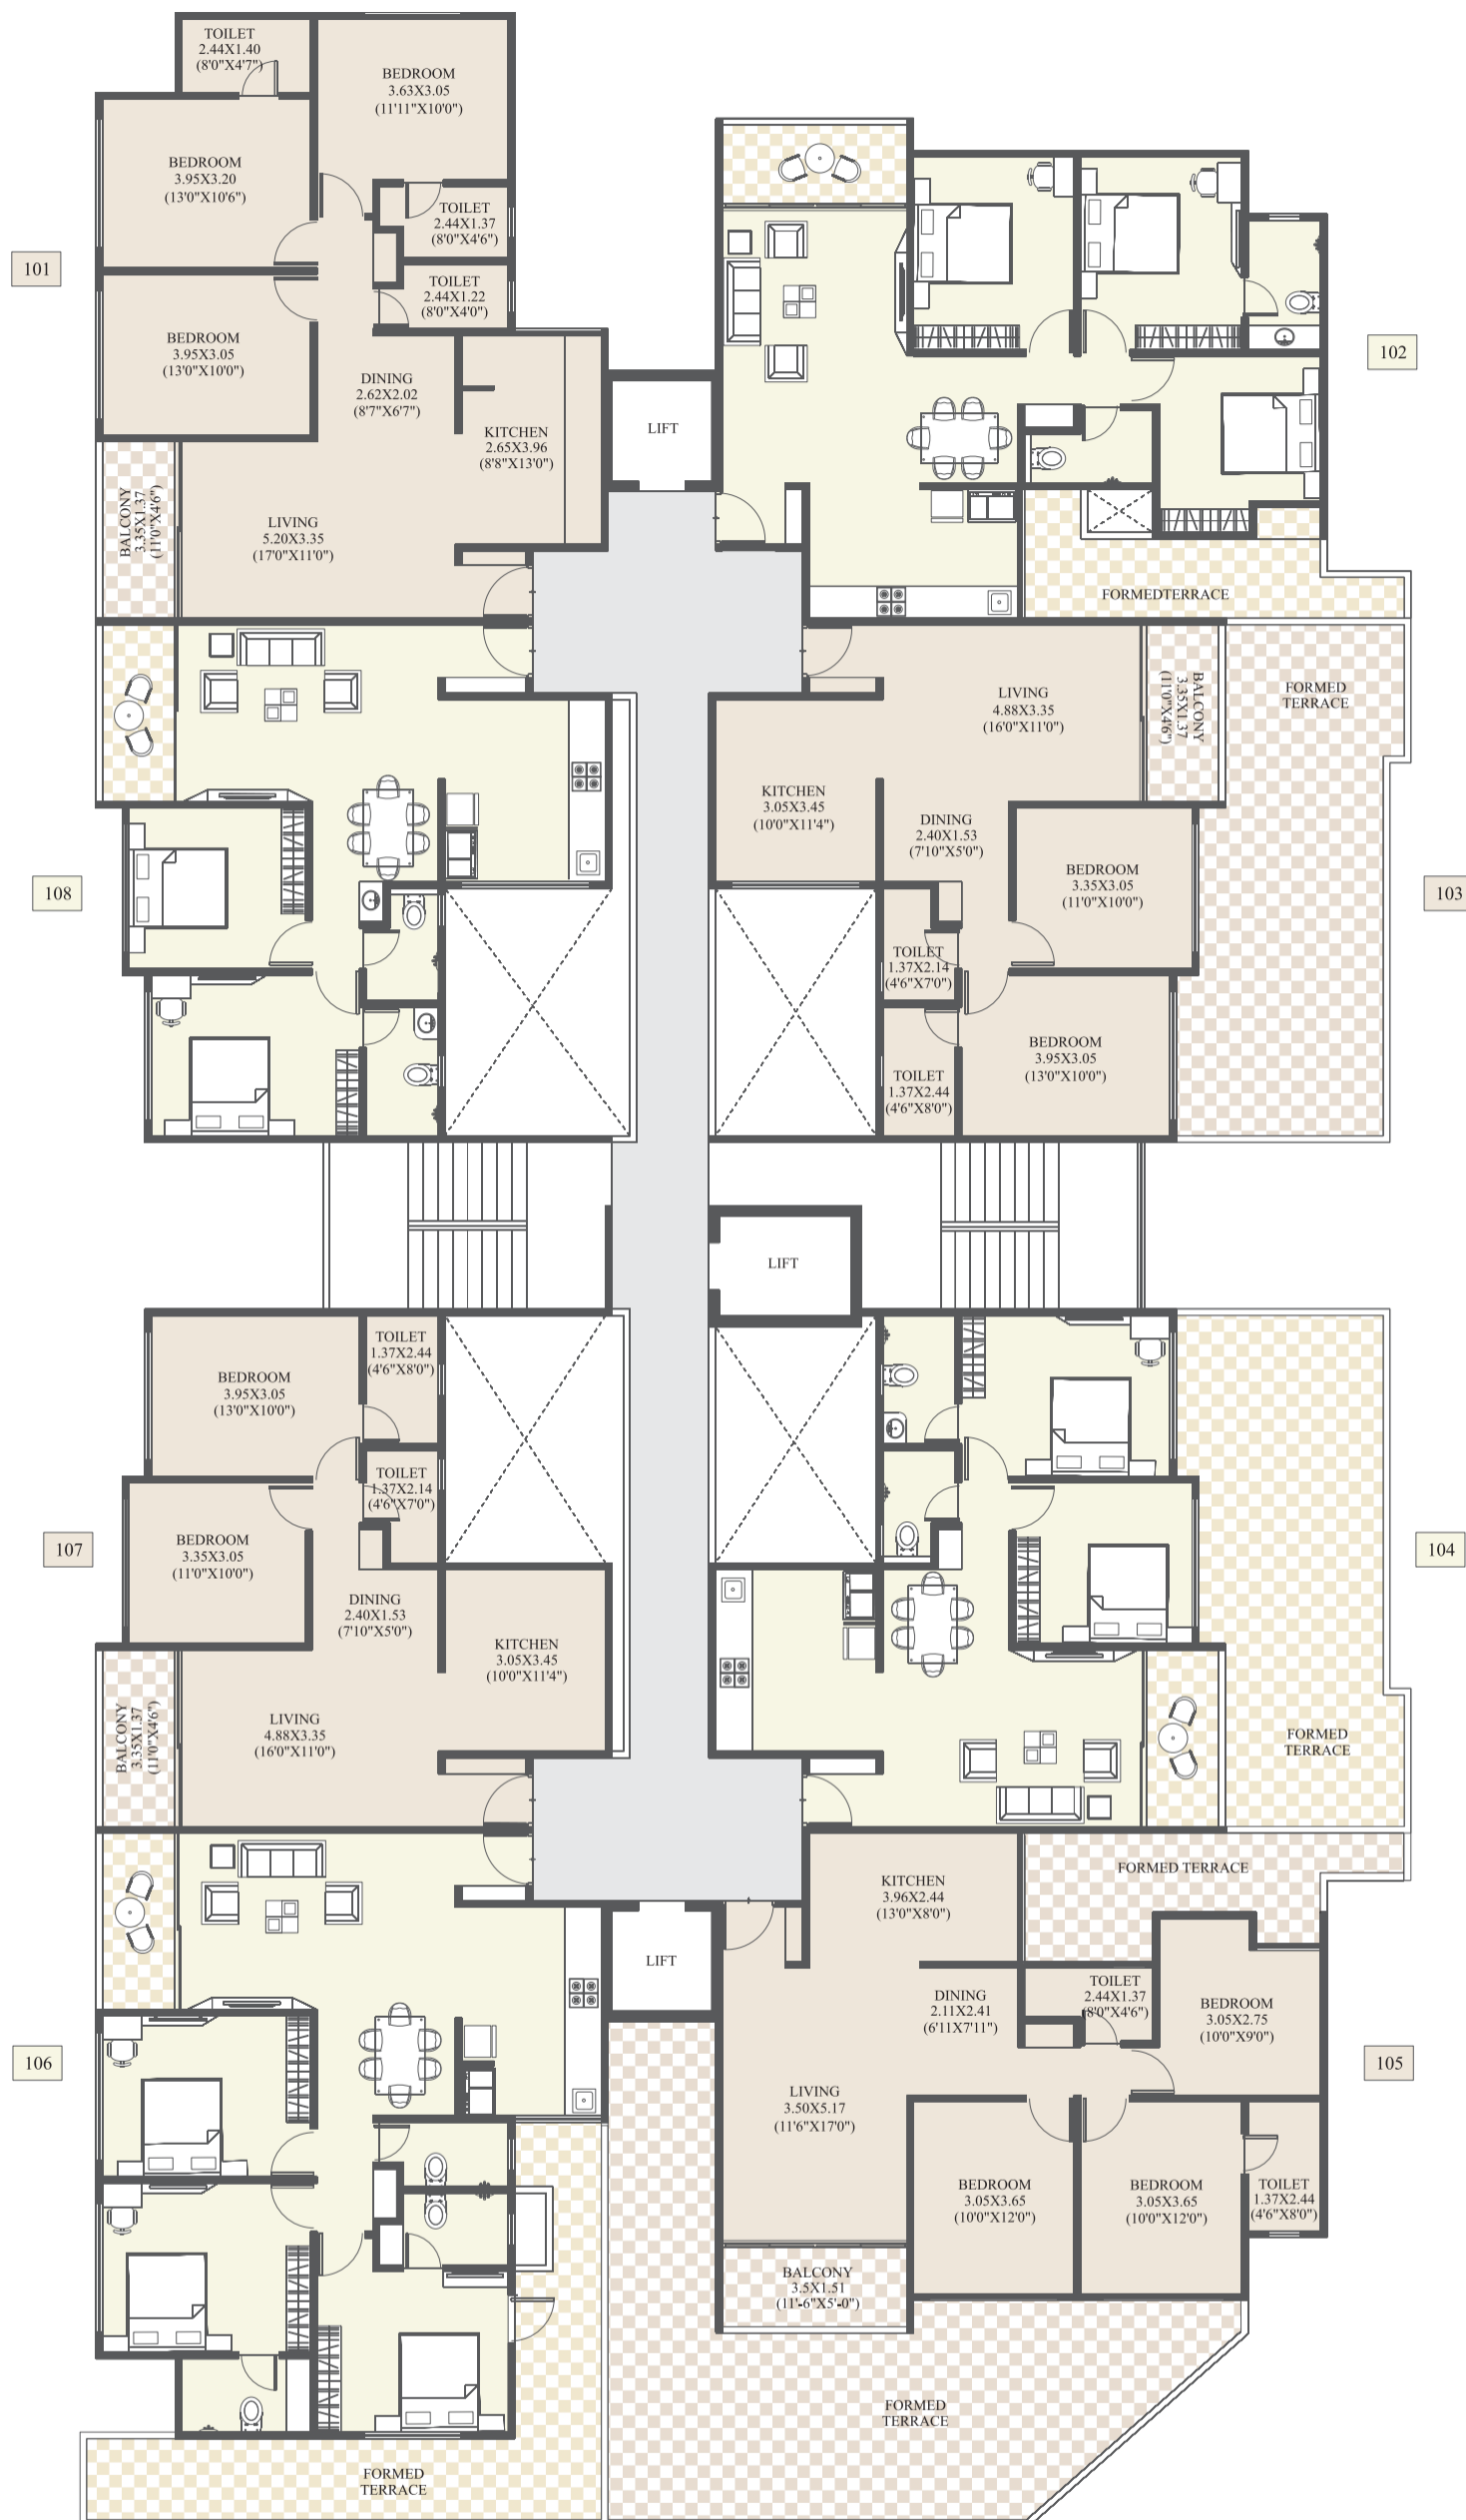 TOILET
2.44X1.40
(8'0"X4'7")
BEDROOM
3.63X3.05
(11'11"X10'0")
BEDROOM
3.95X3.20
(13'0"X10'6")
TOILET
2.44X1.37
(8'0"X4'6")
101
TOILET
2.44X1.22
(8'0"X4'0")
BEDROOM
3.95X3.05
(13'0"X10'0")
DINING
2.62X2.02
(8'7"X6'7")
KITCHEN
2.65X3.96
(8'8"X13'0")
LIFT
102
BALCONY
3.35X1.37
(11'0"X4'6")
LIVING
5.20X3.35
(17'0"X11'0")
FORMEDTERRACE
LIVING
4.88X3.35
(16'0"X11'0")
BALCONY
3.35X1.37
(11'0"X4'6")
FORMED
TERRACE
KITCHEN
3.05X3.45
(10'0"X11'4")
DINING
2.40X1.53
(7'10"X5'0")
108
BEDROOM
3.35X3.05
(11'0"X10'0")
103
TOILET
1.37X2.14
(4'6"X7'0")
BEDROOM
3.95X3.05
(13'0"X10'0")
TOILET
1.37X2.44
(4'6"X8'0")
LIFT
TOILET
1.37X2.44
(4'6"X8'0")
BEDROOM
3.95X3.05
(13'0"X10'0")
TOILET
1.37X2.14
(4'6"X7'0")
107
BEDROOM
3.35X3.05
(11'0"X10'0")
104
DINING
2.40X1.53
(7'10"X5'0")
KITCHEN
3.05X3.45
(10'0"X11'4")
BALCONY
3.35X1.37
(11'0"X4'6")
LIVING
4.88X3.35
(16'0"X11'0")
FORMED
TERRACE
FORMED TERRACE
KITCHEN
3.96X2.44
(13'0"X8'0")
LIFT
DINING
2.11X2.41
(6'11X7'11")
TOILET
2.44X1.37
(8'0"X4'6")
BEDROOM
3.05X2.75
(10'0"X9'0")
106
105
LIVING
3.50X5.17
(11'6"X17'0")
BEDROOM
3.05X3.65
(10'0"X12'0")
BEDROOM
3.05X3.65
(10'0"X12'0")
TOILET
1.37X2.44
(4'6"X8'0")
BALCONY
3.5X1.51
(11'-6"X5'-0")
FORMED
TERRACE
FORMED
TERRACE